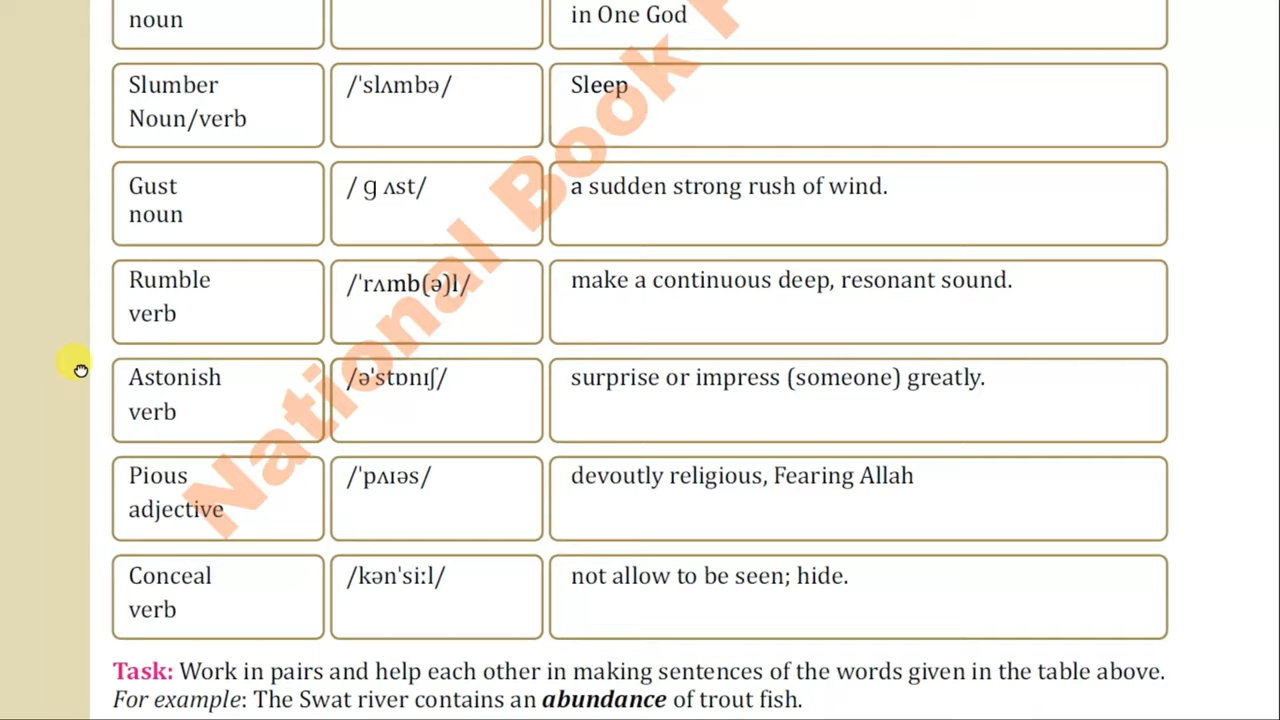 noun
in One God
Slumber
Noun/verb
/ˈslʌmbə/
Sleep
Gust
noun
/ ɡ ʌst/
a sudden strong rush of wind.
Rumble
verb
/ˈrʌmb(ə)l/
make a continuous deep, resonant sound.
Astonish
verb
/əˈstɒnɪʃ/
surprise or impress (someone) greatly.
Pious
adjective
/ˈpʌɪəs/
devoutly religious, Fearing Allah
Conceal
verb
/kənˈsiːl/
not allow to be seen; hide.
Task: Work in pairs and help each other in making sentences of the words given in the table above.
For example: The Swat river contains an abundance of trout fish.
National Book